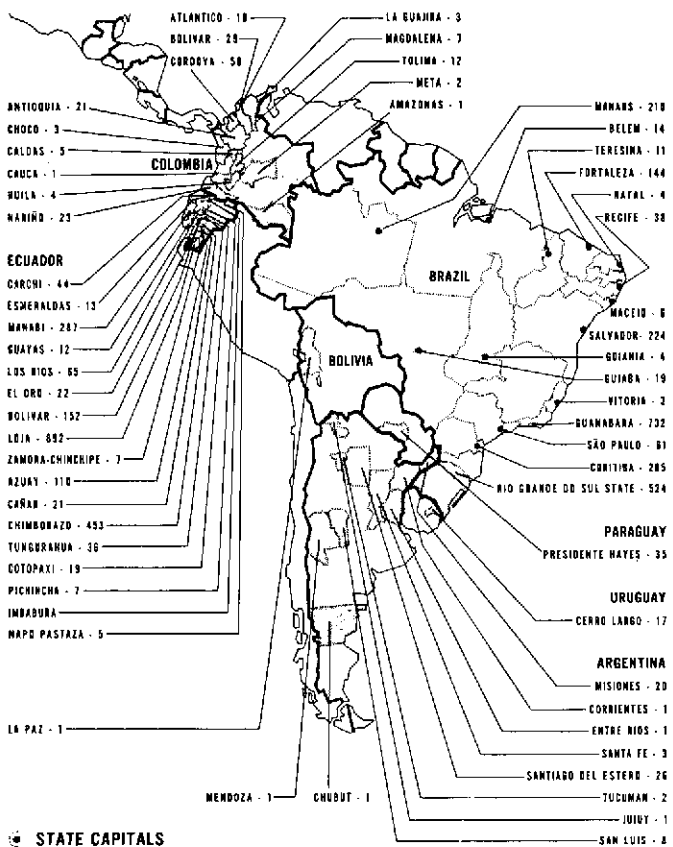 ATLANTICO - 18
BOLIVAR - 29
CORDOVA - 50
LA GUAJIRA - 3
MAGDALENA - 7
TOLIMA - 12
META - 2
AMAZONAS - 1
ANTIOQUIA - 21
CHOCO - 3
CALDAS - 5
CAUCA - 1
HUILA - 4
NARIÑO - 23
COLOMBIA
ECUADOR
CARCHI - 44
ESMERALDAS - 13
MANABI - 287
GUAYAS - 12
LOS RIOS - 65
EL ORO - 22
BOLIVAR - 152
LOJA - 892
ZAMORA-CHINCHIPE - 7
AZUAY - 110
CAÑAR - 21
CHIMBORAZO - 453
TUNGURAHUA - 36
COTOPAXI - 19
PICHINCHA - 7
IMBABURA
NAPO PASTAZA - 5
LA PAZ - 1
BOLIVIA
BRAZIL
MANAUS - 210
BELEM - 14
TERESINA - 11
FORTALEZA - 144
NATAL - 4
RECIFE - 38
MACEIO - 6
SALVADOR - 224
GOIANIA - 4
GUIABA - 19
VITORIA - 3
GUANABARA - 732
SÃO PAULO - 61
CURITIBA - 285
RIO GRANDE DO SUL STATE - 524
PARAGUAY
PRESIDENTE HAYES - 35
URUGUAY
CERRO LARGO - 17
ARGENTINA
MISIONES - 20
CORRIENTES - 1
ENTRE RIOS - 1
SANTA FE - 3
SANTIAGO DEL ESTERO - 26
TUCUMAN - 2
JUJUY - 1
SAN LUIS - 8
MENDOZA - 1
CHUBUT - 1
STATE CAPITALS